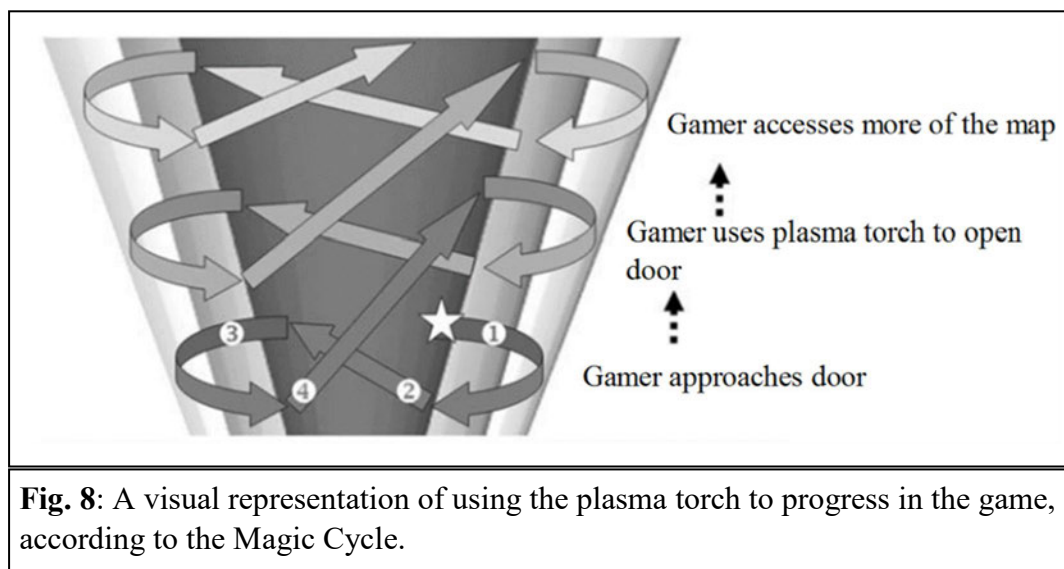 Gamer accesses more of the map
Gamer uses plasma torch to open
door
③
①
Gamer approaches door
④
②
Fig. 8: A visual representation of using the plasma torch to progress in the game,
according to the Magic Cycle.